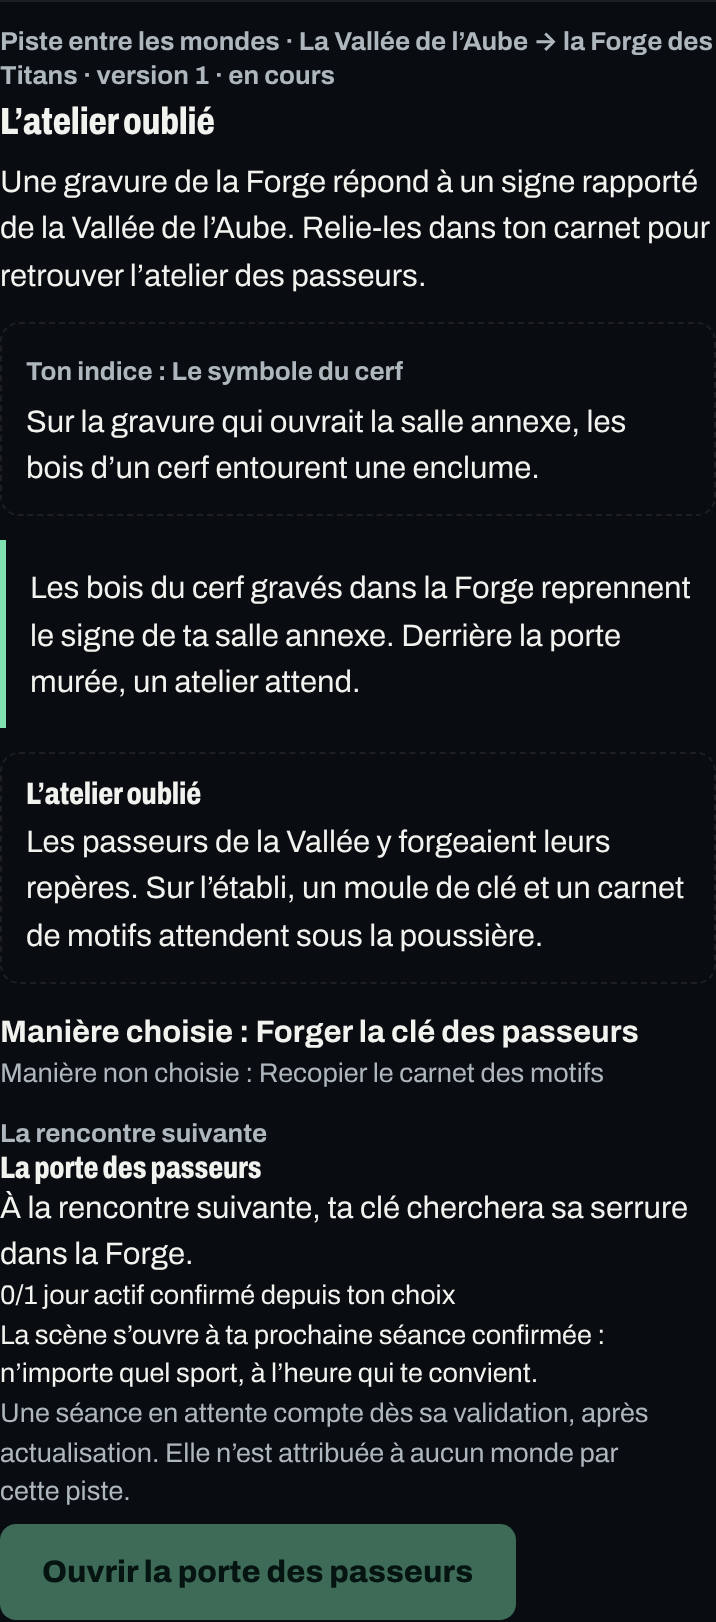 Piste entre les mondes · La Vallée de l’Aube → la Forge des
Titans · version 1 · en cours
L’atelier oublié
Une gravure de la Forge répond à un signe rapporté
de la Vallée de l’Aube. Relie-les dans ton carnet pour
retrouver l’atelier des passeurs.
Ton indice : Le symbole du cerf
Sur la gravure qui ouvrait la salle annexe, les
bois d’un cerf entourent une enclume.
Les bois du cerf gravés dans la Forge reprennent
le signe de ta salle annexe. Derrière la porte
murée, un atelier attend.
L’atelier oublié
Les passeurs de la Vallée y forgeaient leurs
repères. Sur l’établi, un moule de clé et un carnet
de motifs attendent sous la poussière.
Manière choisie : Forger la clé des passeurs
Manière non choisie : Recopier le carnet des motifs
La rencontre suivante
La porte des passeurs
À la rencontre suivante, ta clé cherchera sa serrure
dans la Forge.
0/1 jour actif confirmé depuis ton choix
La scène s’ouvre à ta prochaine séance confirmée :
n’importe quel sport, à l’heure qui te convient.
Une séance en attente compte dès sa validation, après
actualisation. Elle n’est attribuée à aucun monde par
cette piste.
Ouvrir la porte des passeurs